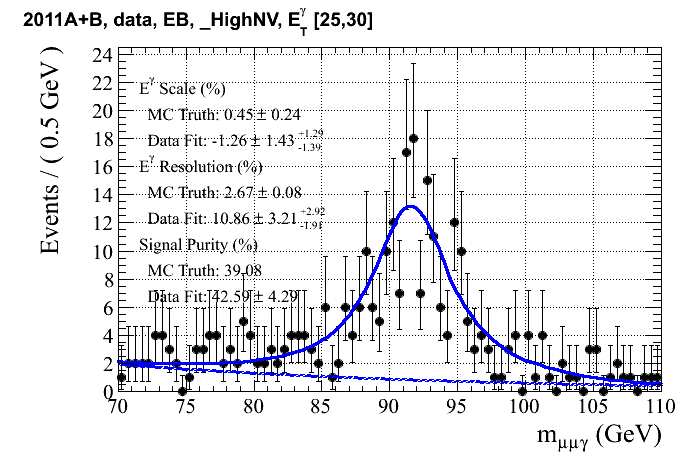 2011A+B, data, EB, _HighNV, E_T^γ [25,30]
Events / ( 0.5 GeV )
24
22
20
18
16
14
12
10
8
6
4
2
0
E^γ Scale (%)
MC Truth: 0.45 ± 0.24
Data Fit: -1.26 ± 1.43 +1.29 -1.39
E^γ Resolution (%)
MC Truth: 2.67 ± 0.08
Data Fit: 10.86 ± 3.21 +2.92 -1.91
Signal Purity (%)
MC Truth: 39.08
Data Fit: 42.59 ± 4.29
70 75 80 85 90 95 100 105 110
m_μμγ (GeV)